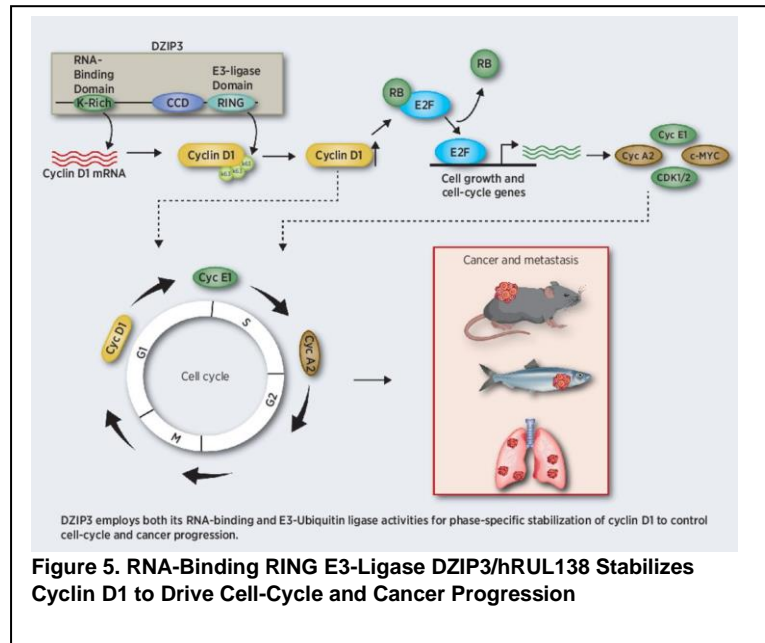 DZIP3
RNA-
Binding
Domain
K-Rich
CCD
E3-ligase
Domain
RING
Cyclin D1 mRNA
Cyclin D1
Cyclin D1
RB
E2F
RB
E2F
Cell growth and
cell-cycle genes
Cyc E1
Cyc A2
c-MYC
CDK1/2
Cyc E1
Cyc D1
Cyc A2
G1
S
G2
M
Cell cycle
Cancer and metastasis
DZIP3 employs both its RNA-binding and E3-Ubiquitin ligase activities for phase-specific stabilization of cyclin D1 to control
cell-cycle and cancer progression.
Figure 5. RNA-Binding RING E3-Ligase DZIP3/hRUL138 Stabilizes
Cyclin D1 to Drive Cell-Cycle and Cancer Progression